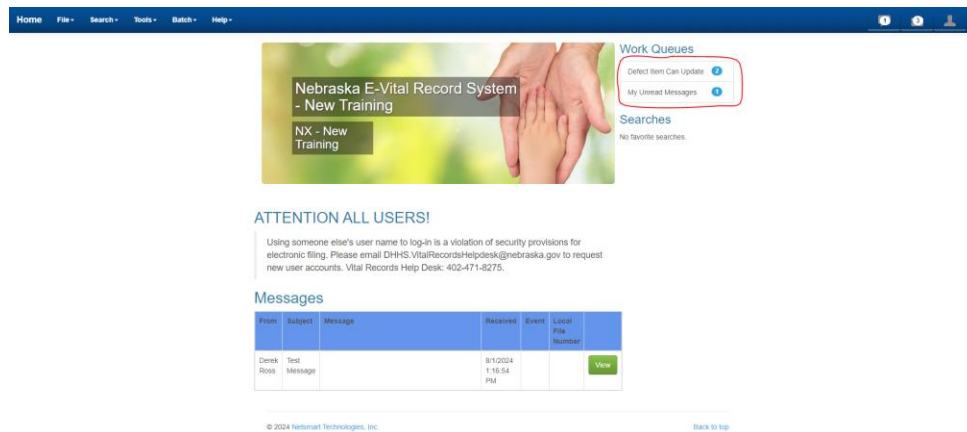 Home File Search Tools Batch Help 1 3
Nebraska E-Vital Record System
- New Training
NX - New
Training
Work Queues
Defect Item Can Update 2
My Unread Messages 1
Searches
No favorite searches.
ATTENTION ALL USERS!
Using someone else's user name to log-in is a violation of security provisions for
electronic filing. Please email DHHS.VitalRecordsHelpdesk@nebraska.gov to request
new user accounts. Vital Records Help Desk: 402-471-8275.
Messages
From Subject Message Received Event Local
File
Number
Derek Test 8/1/2024 View
Ross Message 1:16:54
PM
© 2024 Netsmart Technologies, Inc. Back to top